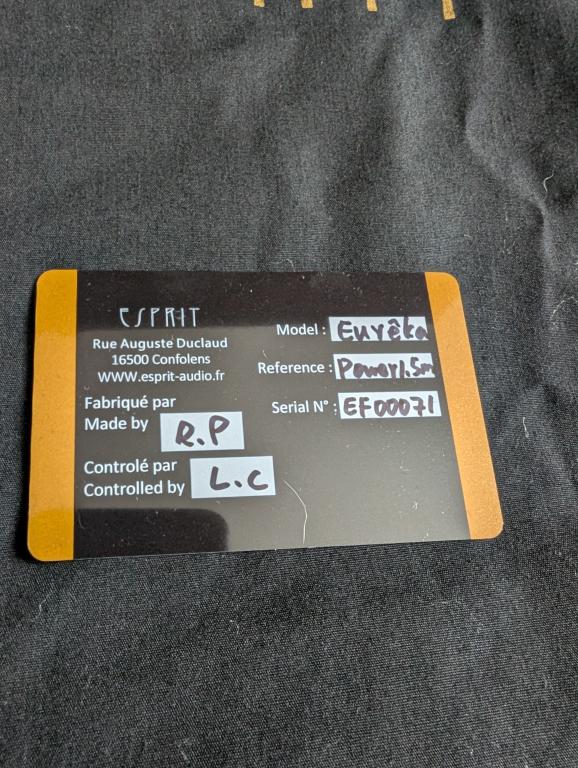 ESPRIT
Rue Auguste Duclaud
16500 Confolens
WWW.esprit-audio.fr
Fabriqué par
Made by R.P
Controlé par
Controlled by L.C
Model : Eurêka
Reference : Power 1.5m
Serial N° : EF00071